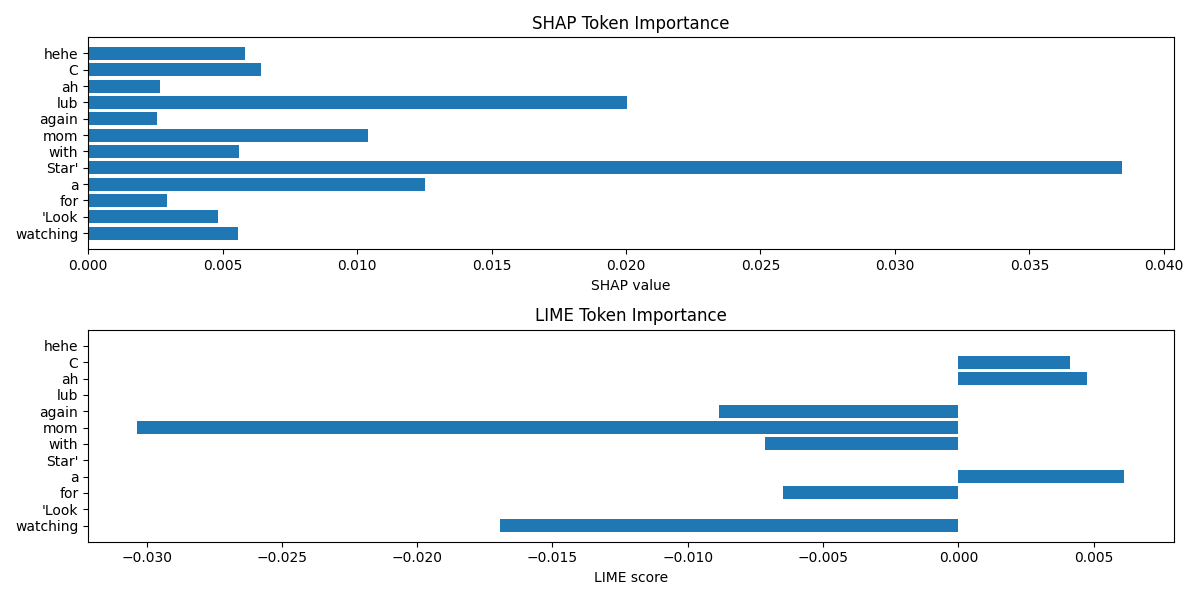 SHAP Token Importance
hehe
C
ah
lub
again
mom
with
Star'
a
for
'Look
watching
0.000 0.005 0.010 0.015 0.020 0.025 0.030 0.035 0.040
SHAP value
LIME Token Importance
hehe
C
ah
lub
again
mom
with
Star'
a
for
'Look
watching
−0.030 −0.025 −0.020 −0.015 −0.010 −0.005 0.000 0.005
LIME score